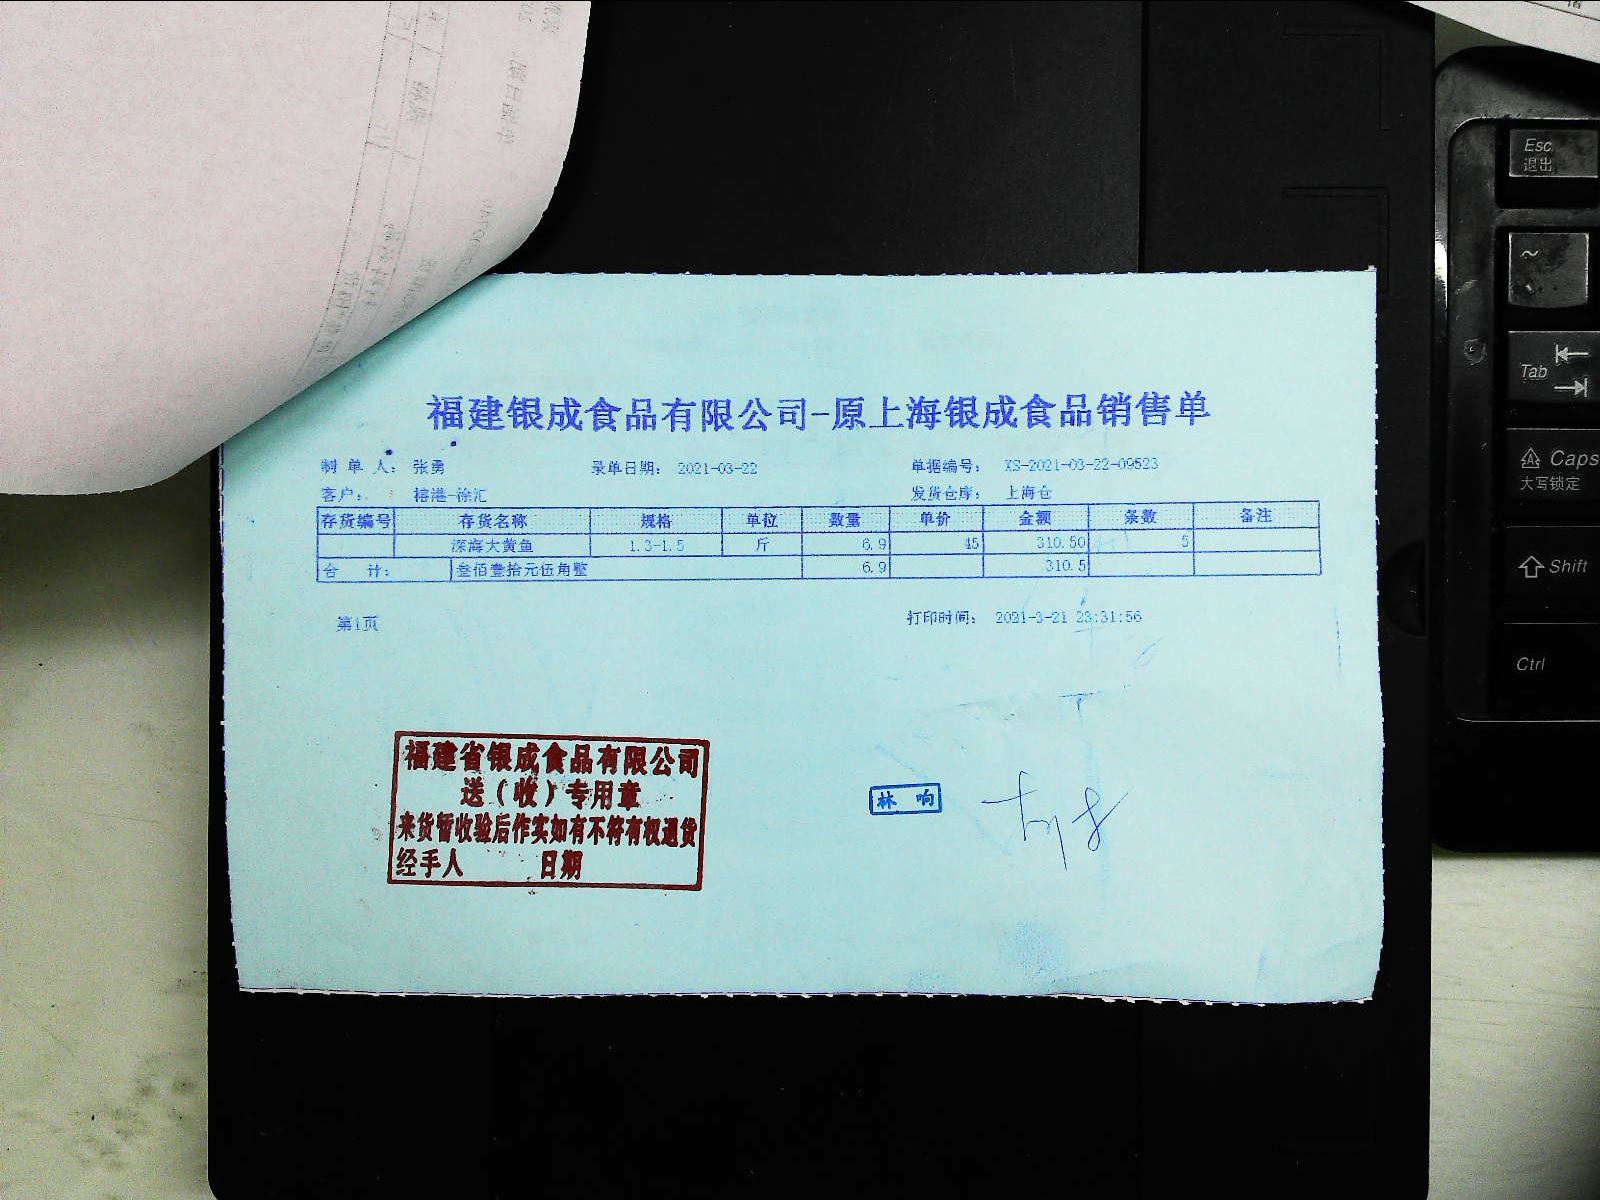 福建银成食品有限公司-原上海银成食品销售单
制 单 人： 张勇 录单日期： 2021-03-22 单据编号： XS-2021-03-22-09523
客户： 榕港-徐汇 发货仓库： 上海仓
存货编号 存货名称 规格 单位 数量 单价 金额 条数 备注
深海大黄鱼 1.3-1.5 斤 6.9 45 310.50 5
合 计： 叁佰壹拾元伍角整 6.9 310.5
第1页 打印时间： 2021-3-21 23:31:56
福建省银成食品有限公司
送（收）专用章
来货暂收验后作实如有不符有权退货
经手人 日期
林 响
Esc
退出
~
Tab
Caps
大写锁定
Shift
Ctrl